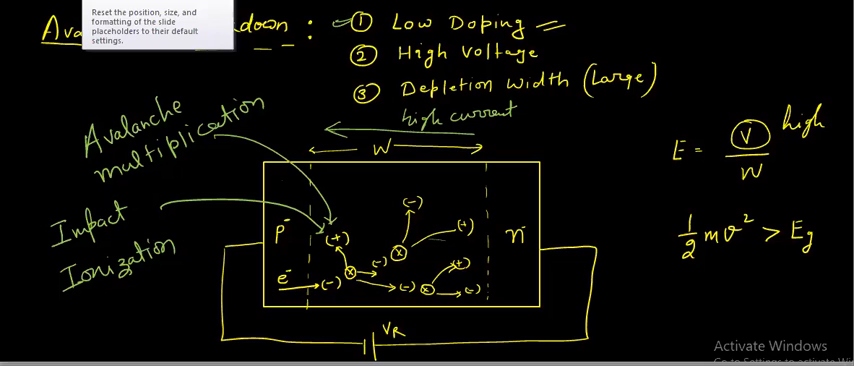 Reset the position, size, and
formatting of the slide
placeholders to their default
settings.
Ava down :
① Low Doping
② High Voltage
③ Depletion Width (Large)
high current
Avalanche
multiplication
Impact
Ionization
W
E = V / W high
1/2 mv² > Eg
p⁻
n⁻
e⁻ (-)
(+)
(-)
(-)
(+)
(-)
(+)
(-)
V_R
Activate Windows